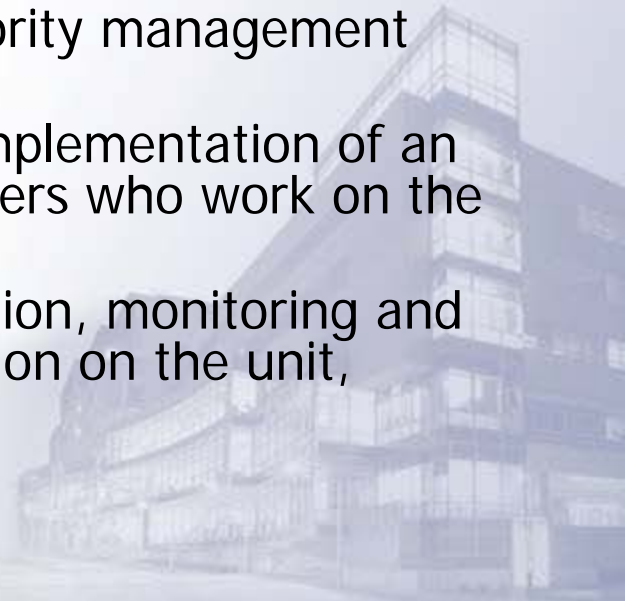 ority management
nplementation of an
ers who work on the
ion, monitoring and
on on the unit,